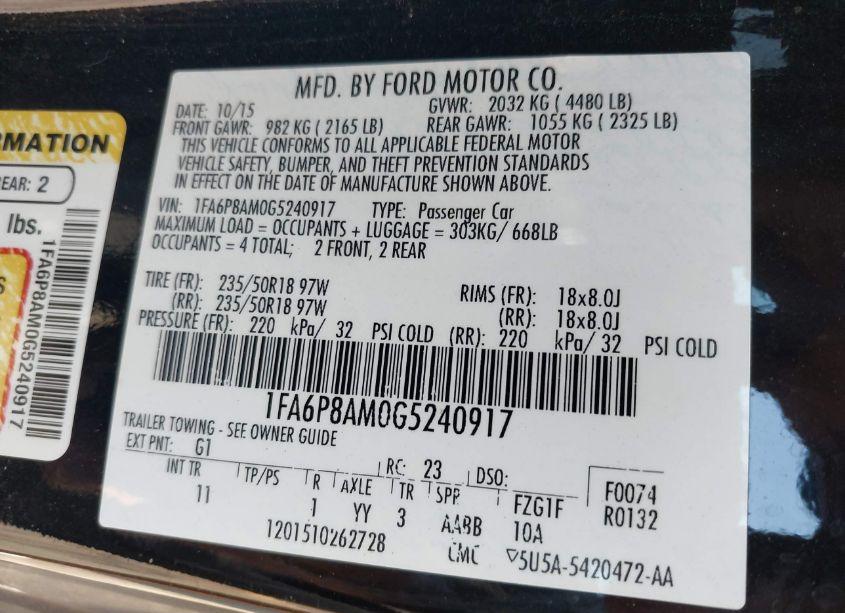 MFD. BY FORD MOTOR CO.
DATE: 10/15 GVWR: 2032 KG ( 4480 LB)
FRONT GAWR: 982 KG ( 2165 LB) REAR GAWR: 1055 KG ( 2325 LB)
THIS VEHICLE CONFORMS TO ALL APPLICABLE FEDERAL MOTOR
VEHICLE SAFETY, BUMPER, AND THEFT PREVENTION STANDARDS
IN EFFECT ON THE DATE OF MANUFACTURE SHOWN ABOVE.
VIN: 1FA6P8AM0G5240917 TYPE: Passenger Car
MAXIMUM LOAD = OCCUPANTS + LUGGAGE = 303KG/ 668LB
OCCUPANTS = 4 TOTAL; 2 FRONT, 2 REAR
TIRE (FR): 235/50R18 97W RIMS (FR): 18x8.0J
(RR): 235/50R18 97W (RR): 18x8.0J
PRESSURE (FR): 220 kPa/ 32 PSI COLD (RR): 220 kPa/ 32 PSI COLD
1FA6P8AM0G5240917
TRAILER TOWING - SEE OWNER GUIDE
EXT PNT: G1 RC: 23 DSO: F0074
INT TR TP/PS R AXLE TR SPR FZG1F R0132
11 1 YY 3 AABB 10A
1201510262728 CMC 5U5A-5420472-AA
RMATION
EAR: 2
lbs.
S
1FA6P8AM0G5240917